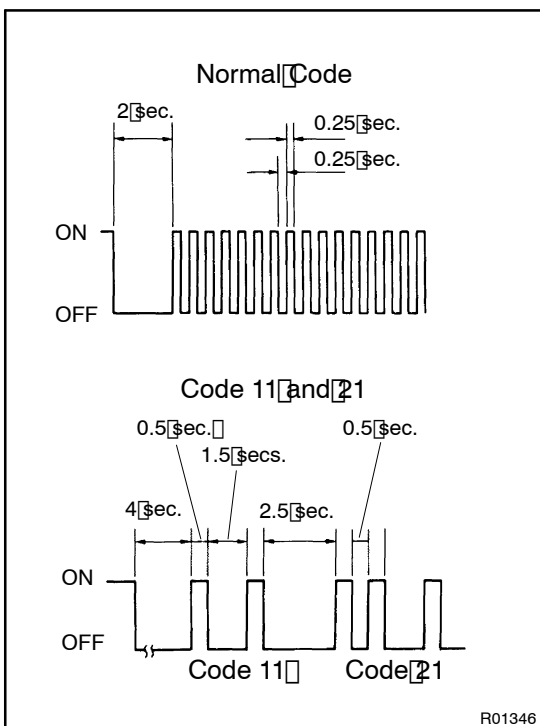 Normal Code
2 sec.
0.25 sec.
0.25 sec.
ON
OFF
Code 11 and 21
0.5 sec.
0.5 sec.
1.5 secs.
4 sec.
2.5 sec.
ON
OFF
Code 11
Code 21
R01346